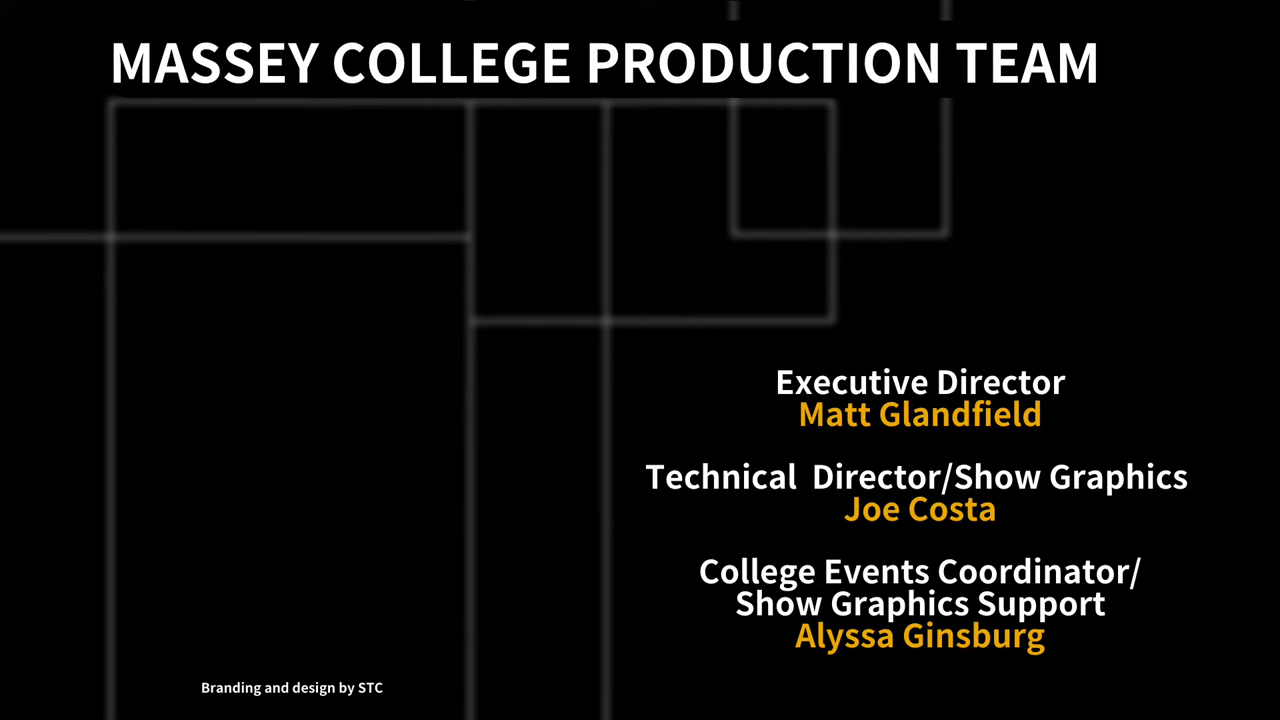 MASSEY COLLEGE PRODUCTION TEAM
Executive Director
Matt Glandfield
Technical Director/Show Graphics
Joe Costa
College Events Coordinator/
Show Graphics Support
Alyssa Ginsburg
Branding and design by STC